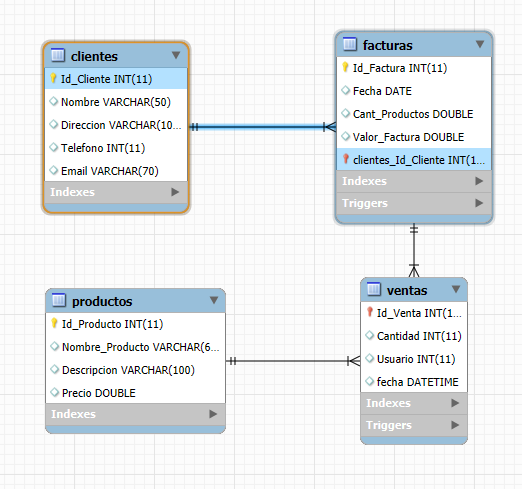 clientes
Id_Cliente INT(11)
Nombre VARCHAR(50)
Direccion VARCHAR(10...
Telefono INT(11)
Email VARCHAR(70)
Indexes
facturas
Id_Factura INT(11)
Fecha DATE
Cant_Productos DOUBLE
Valor_Factura DOUBLE
clientes_Id_Cliente INT(1...
Indexes
Triggers
productos
Id_Producto INT(11)
Nombre_Producto VARCHAR(6...
Descripcion VARCHAR(100)
Precio DOUBLE
Indexes
ventas
Id_Venta INT(1...
Cantidad INT(11)
Usuario INT(11)
fecha DATETIME
Indexes
Triggers